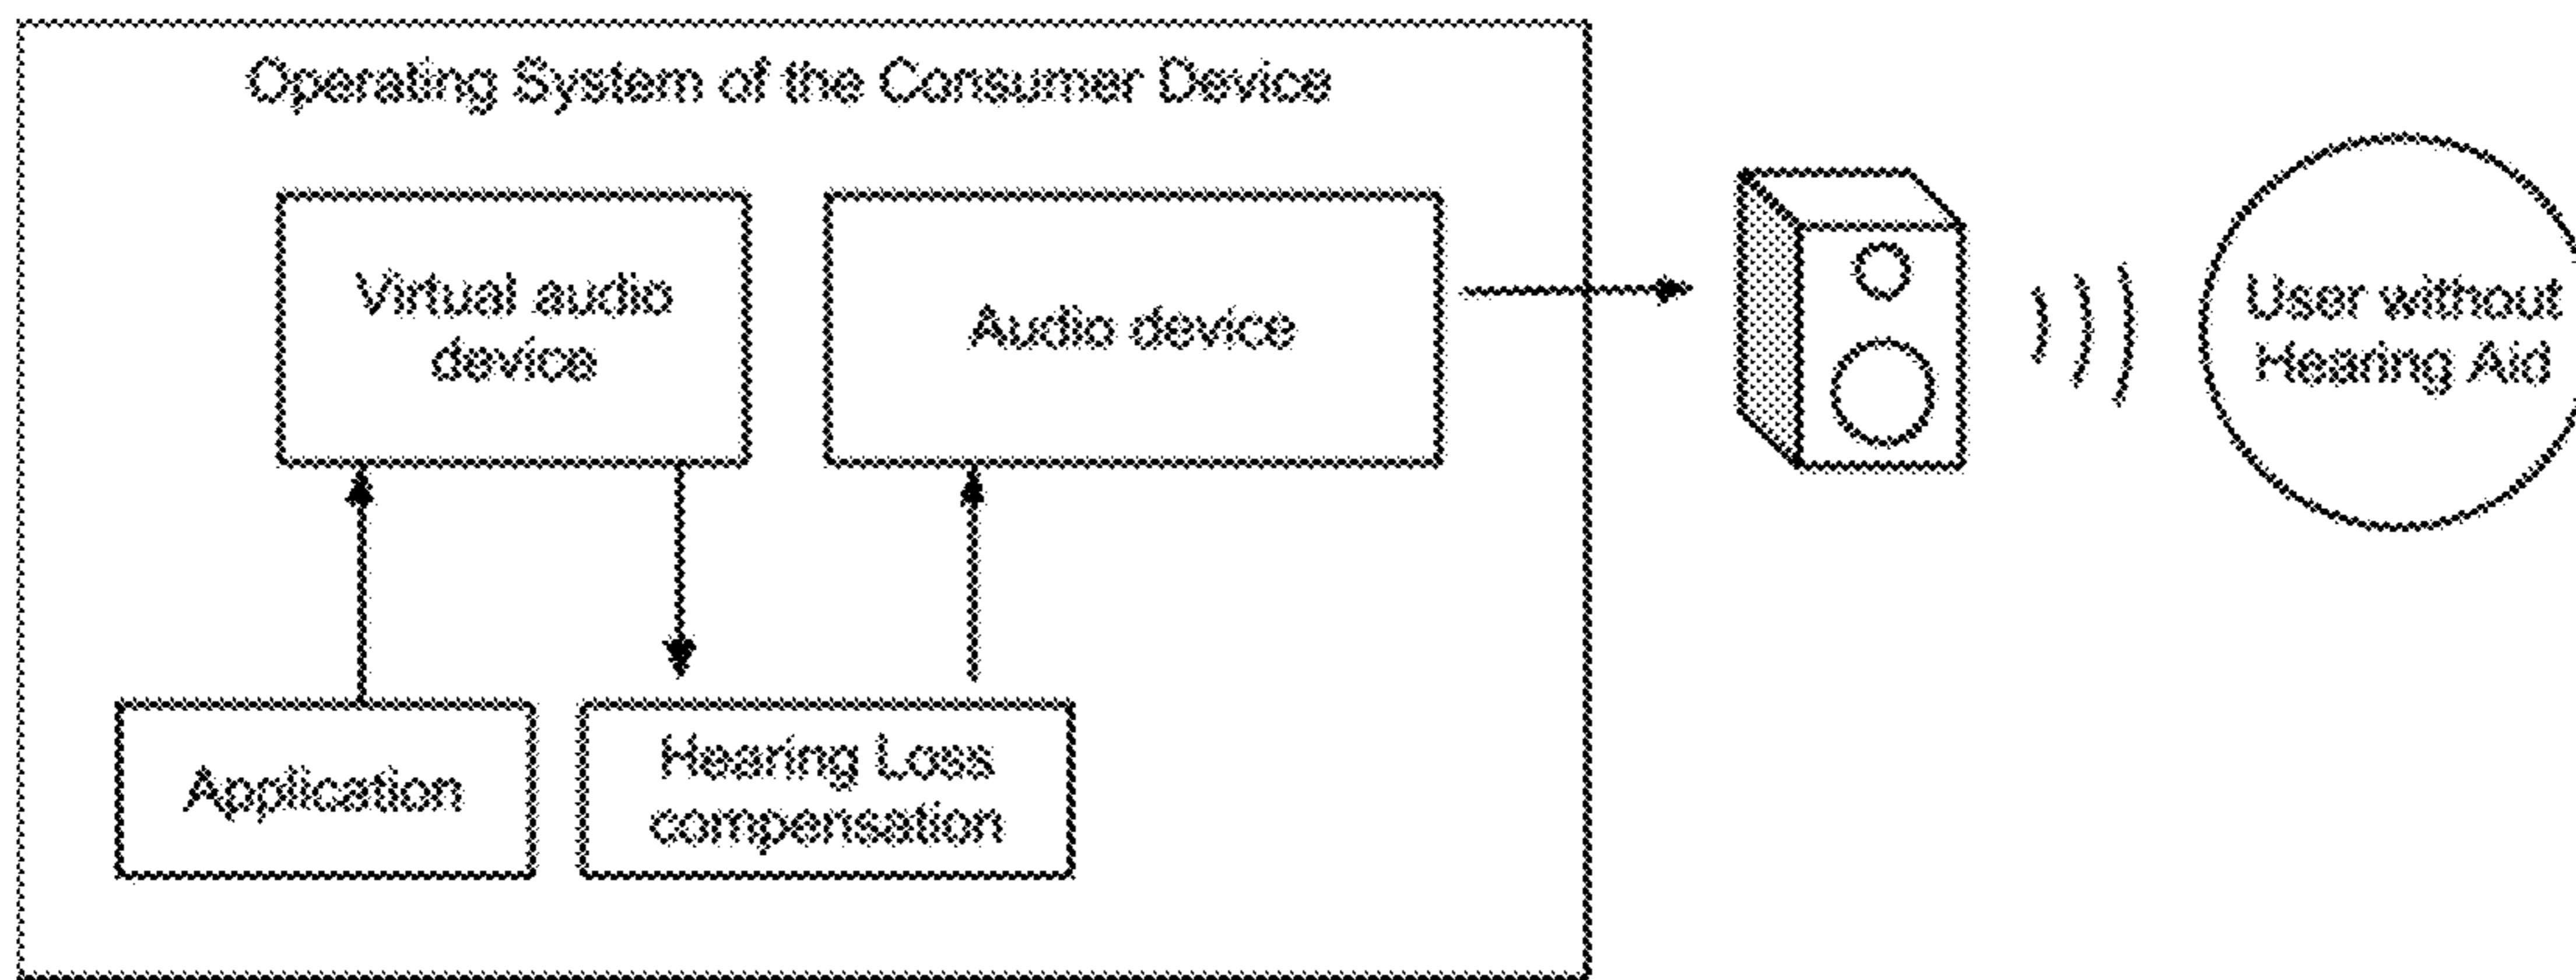 Operating System of the Consumer Device
Virtual audio
device
Audio device
User without
Hearing Aid
Application
Hearing Loss
compensation